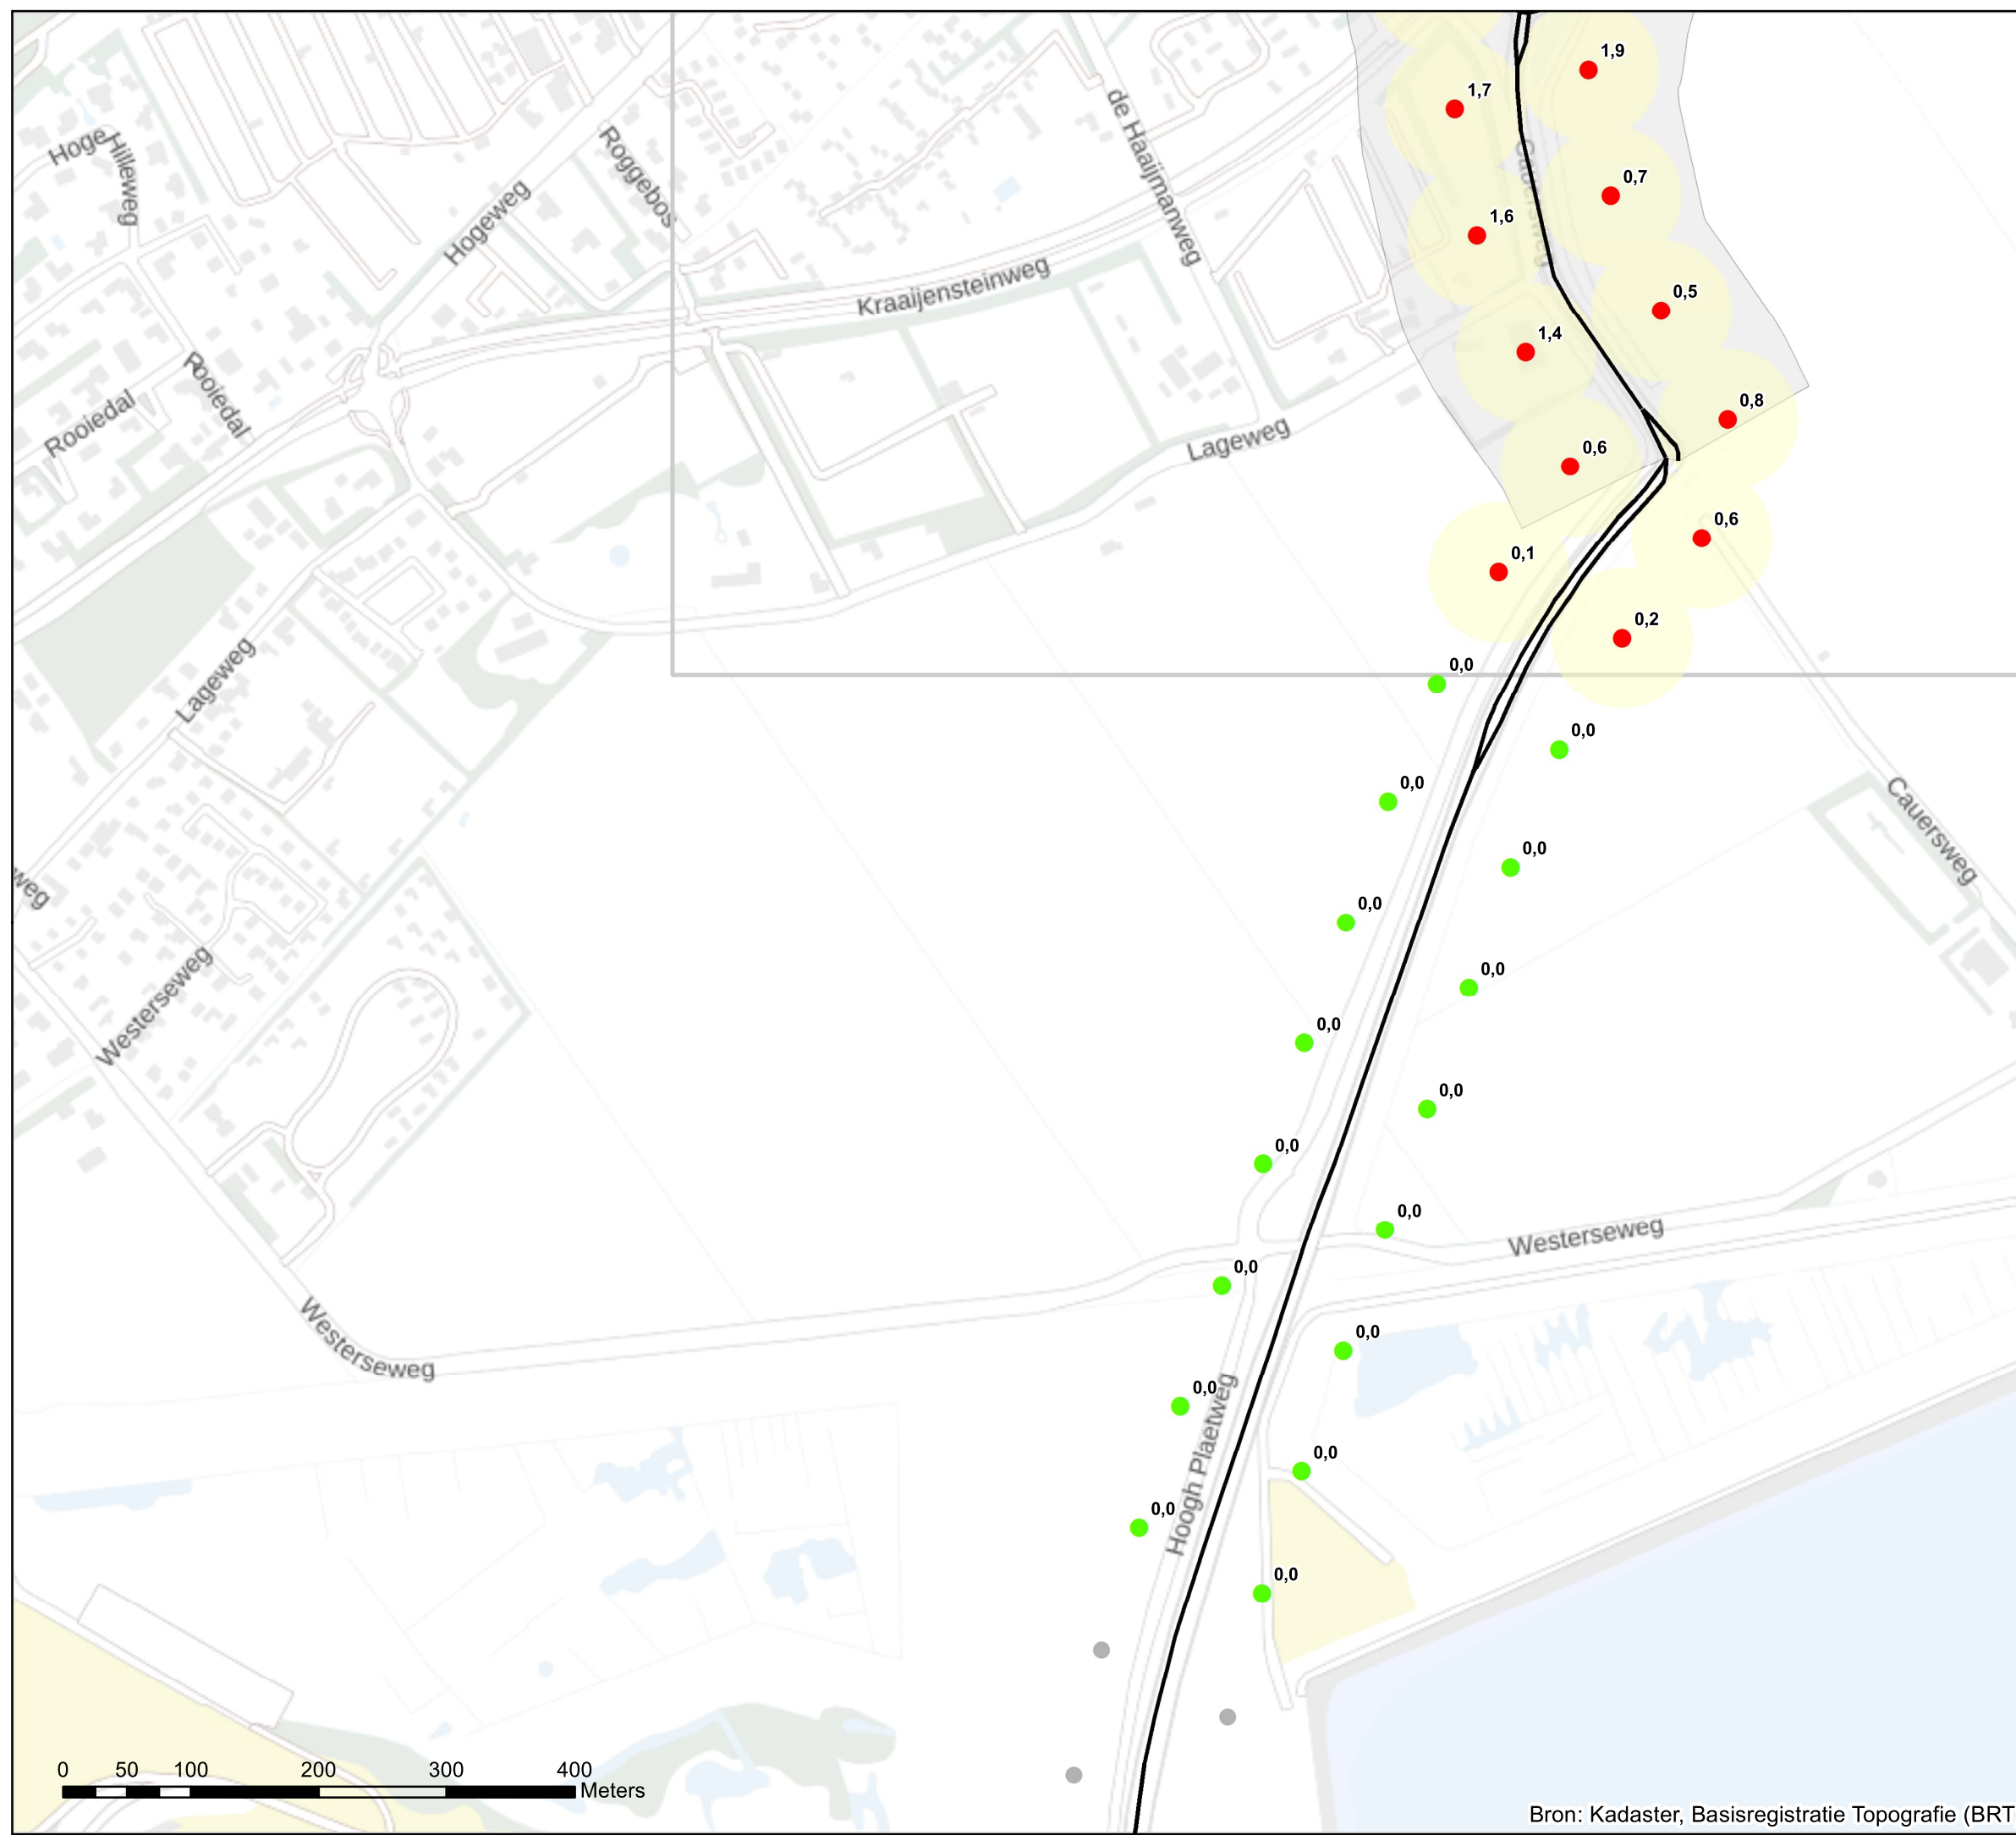 1,9
1,7
de Haaijmanweg
Roggebos
Hoge
Hilleweg
Cauersweg
0,7
Hogeweg
1,6
Kraaijensteinweg
0,5
1,4
Rooiedal
Rooiedal
0,8
Lageweg
0,6
0,6
0,1
0,2
Lageweg
0,0
0,0
0,0
Cauersweg
0,0
weg
0,0
0,0
Westerseweg
0,0
0,0
0,0
0,0
Westerseweg
0,0
Westerseweg
0,0
0,0
Hoogh Plaetweg
0,0
0,0
0,0
0 50 100 200 300 400
Meters
Bron: Kadaster, Basisregistratie Topografie (BRT